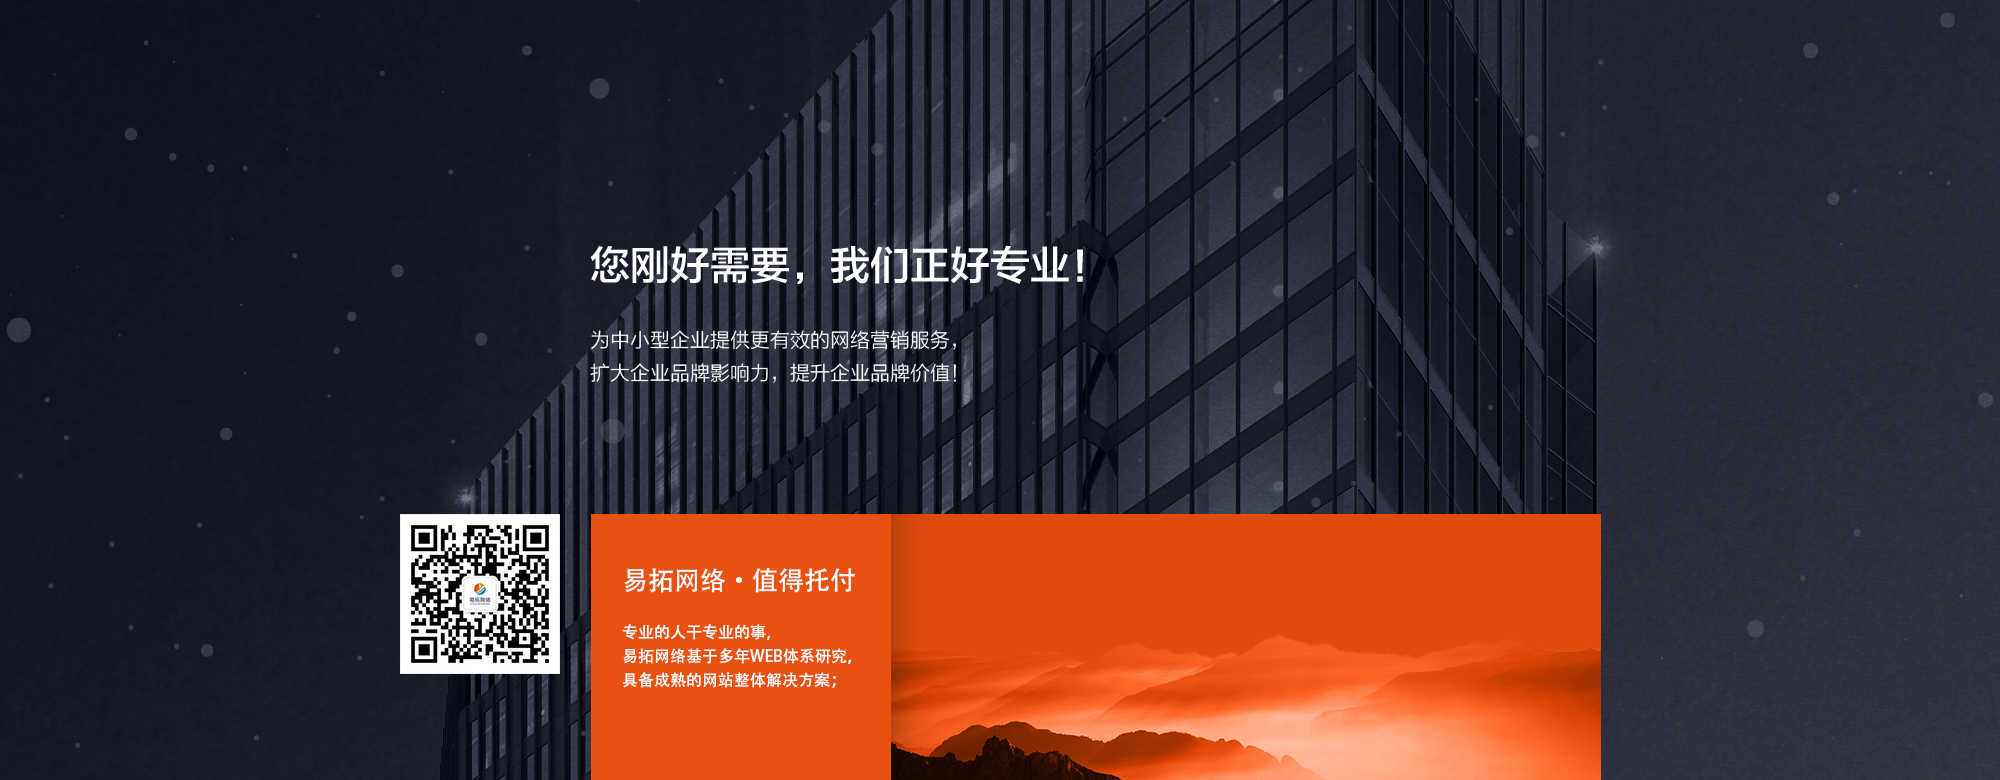 您刚好需要，我们正好专业！
为中小型企业提供更有效的网络营销服务，
扩大企业品牌影响力，提升企业品牌价值！
易拓网络
易拓网络·值得托付
专业的人干专业的事，
易拓网络基于多年WEB体系研究，
具备成熟的网站整体解决方案；